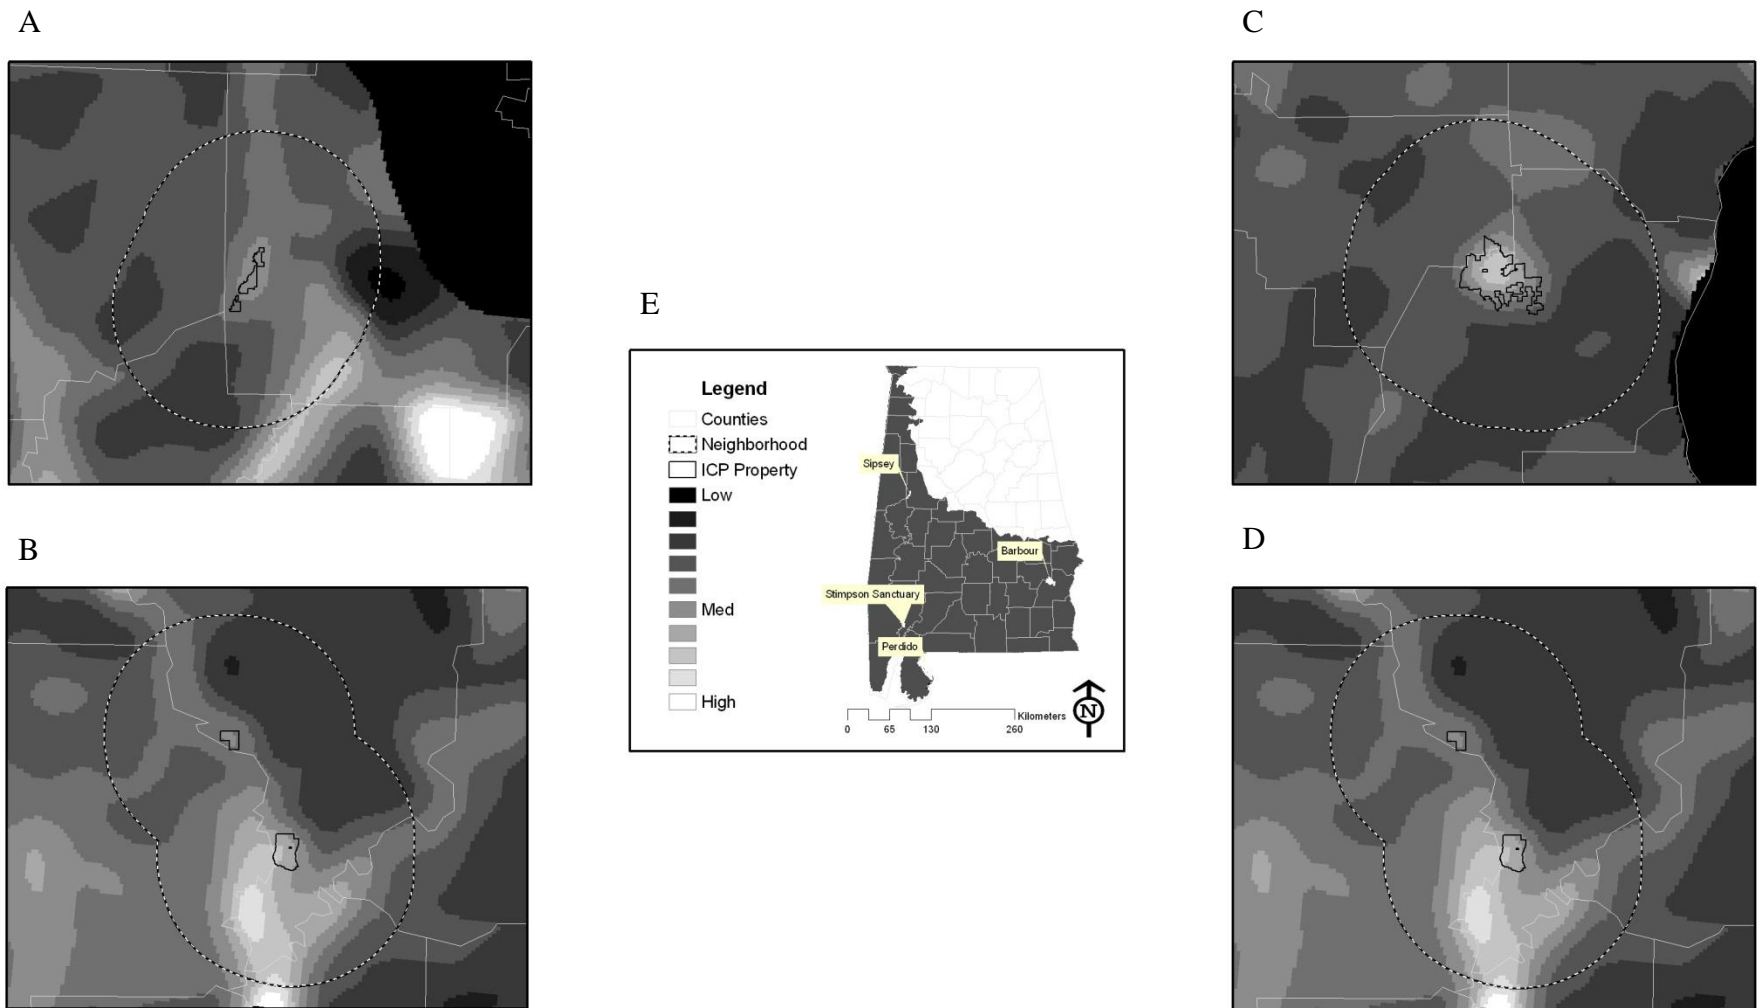 A
C
E
Legend
Counties
Neighborhood
ICP Property
Low
Med
High
Sipsey
Barbour
Stimpson Sanctuary
Perdido
Kilometers
0 65 130 260
N
B
D